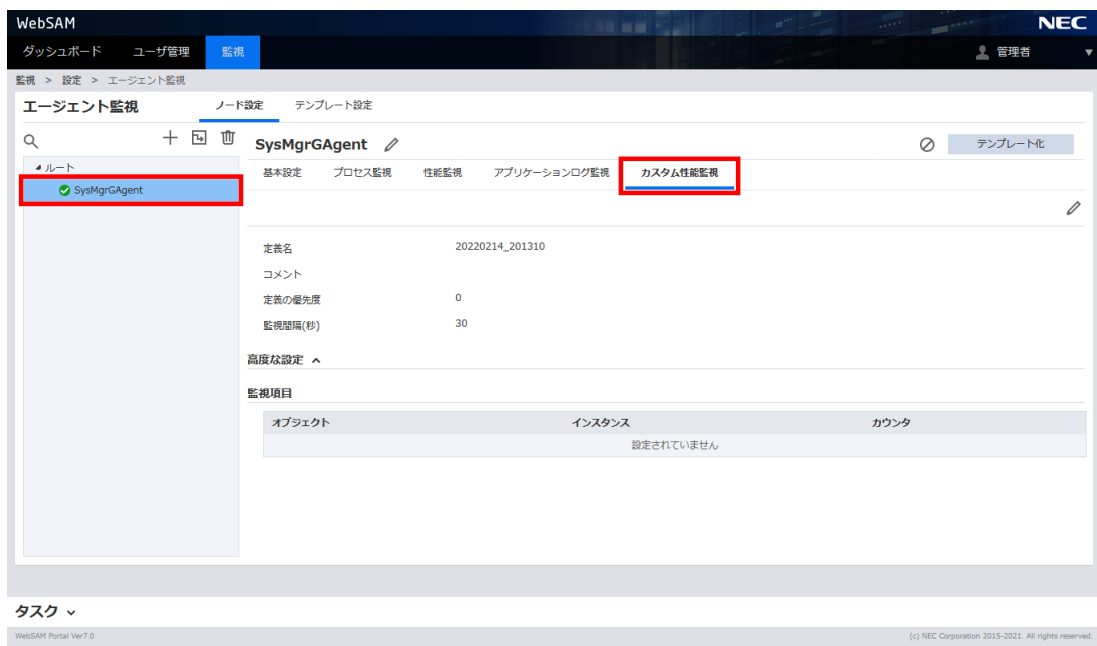 WebSAM
NEC
ダッシュボード ユーザ管理 監視 管理者
監視 > 設定 > エージェント監視
エージェント監視 ノード設定 テンプレート設定
SysMgrGAgent テンプレート化
ルート
SysMgrGAgent
基本設定 プロセス監視 性能監視 アプリケーションログ監視 カスタム性能監視
定義名 20220214_201310
コメント
定義の優先度 0
監視間隔(秒) 30
高度な設定
監視項目
オブジェクト インスタンス カウンタ
設定されていません
タスク
WebSAM Portal Ver7.0 (c) NEC Corporation 2015-2021. All rights reserved.